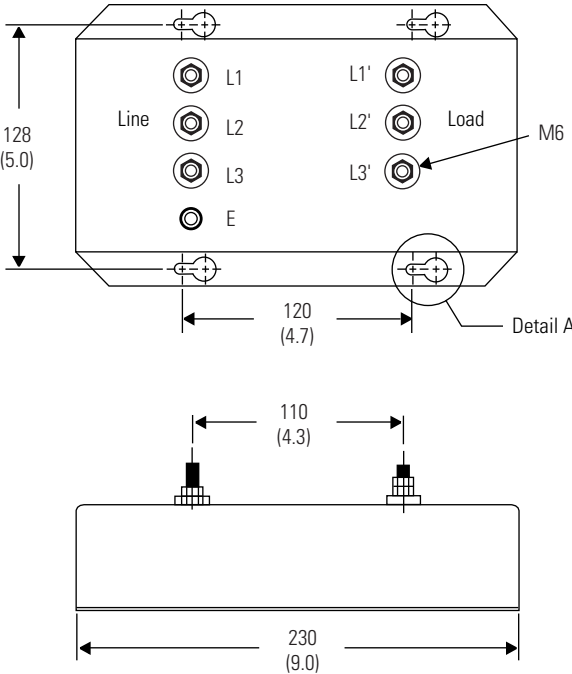 L1 L1'
Line L2 L2' Load
128
(5.0)
M6
L3 L3'
E
120
(4.7)
Detail A
110
(4.3)
230
(9.0)